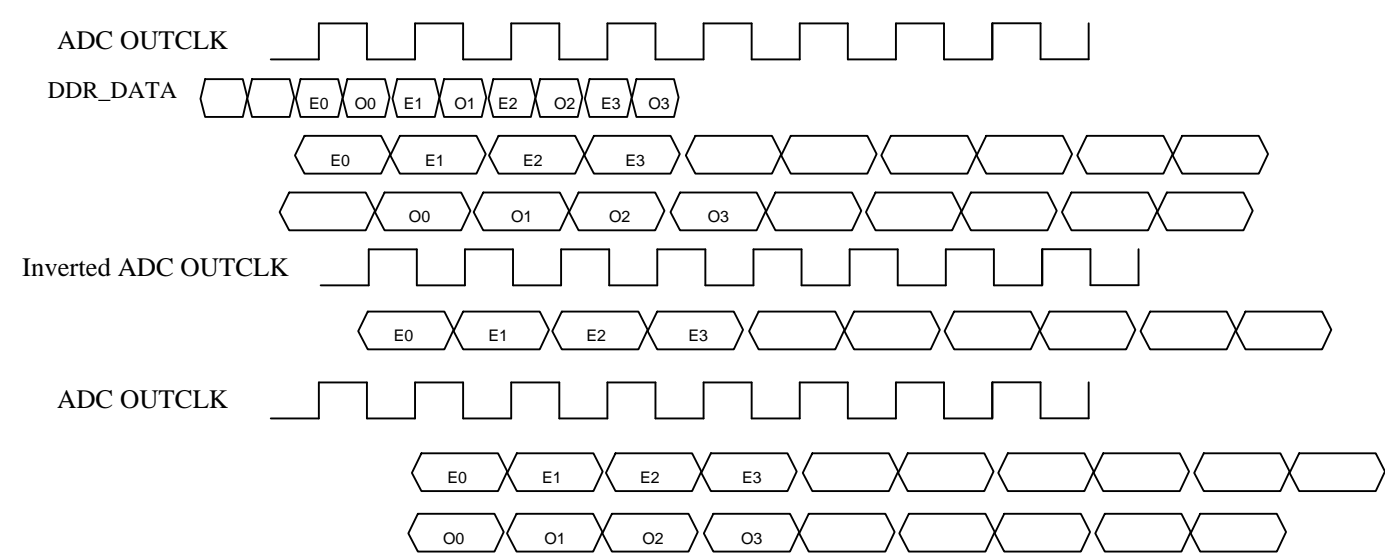 ADC OUTCLK
DDR_DATA E0 O0 E1 O1 E2 O2 E3 O3
E0 E1 E2 E3
O0 O1 O2 O3
Inverted ADC OUTCLK
E0 E1 E2 E3
ADC OUTCLK
E0 E1 E2 E3
O0 O1 O2 O3